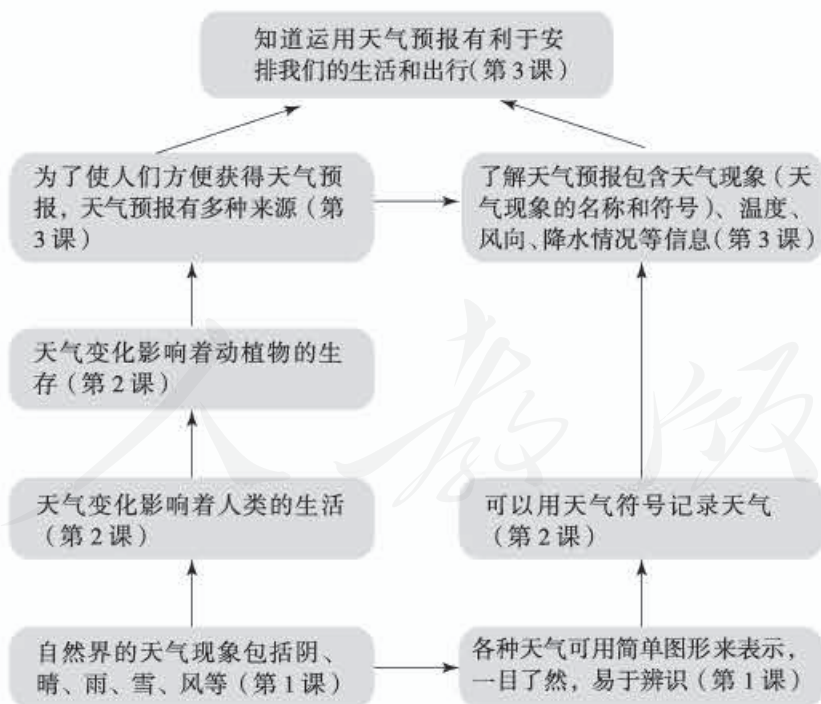 知道运用天气预报有利于安
排我们的生活和出行(第3课)
为了使人们方便获得天气预
报，天气预报有多种来源(第
3课)
了解天气预报包含天气现象(天
气现象的名称和符号)、温度、
风向、降水情况等信息(第3课)
天气变化影响着动植物的生
存(第2课)
天气变化影响着人类的生活
(第2课)
可以用天气符号记录天气
(第2课)
自然界的天气现象包括阴、
晴、雨、雪、风等(第1课)
各种天气可用简单图形来表示，
一目了然，易于辨识(第1课)
人教版